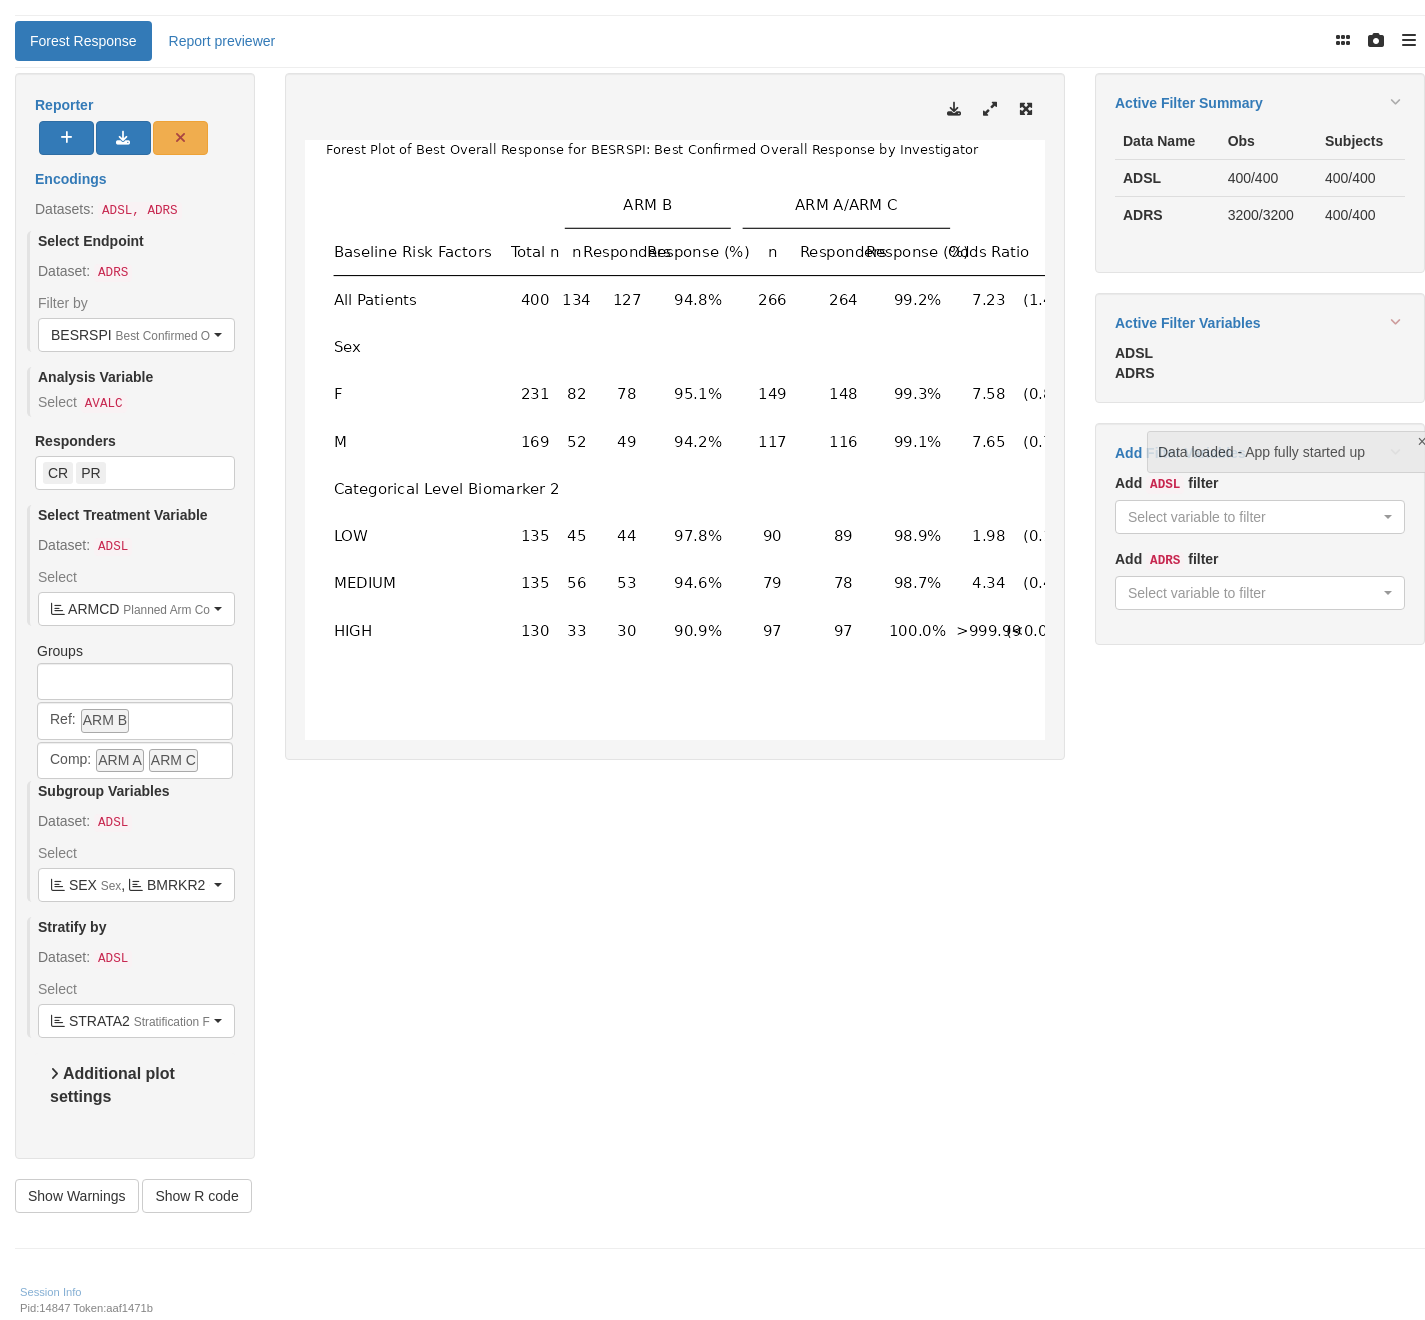 Forest Response
Report previewer
Reporter
Encodings
Datasets: ADSL, ADRS
Select Endpoint
Dataset: ADRS
Filter by
BESRSPI Best Confirmed O
Analysis Variable
Select AVALC
Responders
CR PR
Select Treatment Variable
Dataset: ADSL
Select
ARMCD Planned Arm Co
Groups
Ref: ARM B
Comp: ARM A ARM C
Subgroup Variables
Dataset: ADSL
Select
SEX Sex, BMRKR2
Stratify by
Dataset: ADSL
Select
STRATA2 Stratification F
Additional plot
settings
Show Warnings
Show R code
Forest Plot of Best Overall Response for BESRSPI: Best Confirmed Overall Response by Investigator
ARM B ARM A/ARM C
Baseline Risk Factors Total n n Responders Response (%) n Responders Response (%) Odds Ratio
All Patients 400 134 127 94.8% 266 264 99.2% 7.23 (1.4
Sex
F 231 82 78 95.1% 149 148 99.3% 7.58 (0.8
M 169 52 49 94.2% 117 116 99.1% 7.65 (0.7
Categorical Level Biomarker 2
LOW 135 45 44 97.8% 90 89 98.9% 1.98 (0.1
MEDIUM 135 56 53 94.6% 79 78 98.7% 4.34 (0.4
HIGH 130 33 30 90.9% 97 97 100.0% >999.99 (<0.0
Active Filter Summary
Data Name Obs Subjects
ADSL 400/400 400/400
ADRS 3200/3200 400/400
Active Filter Variables
ADSL
ADRS
Add
Data loaded - App fully started up
×
Add ADSL filter
Select variable to filter
Add ADRS filter
Select variable to filter
Session Info
Pid:14847 Token:aaf1471b